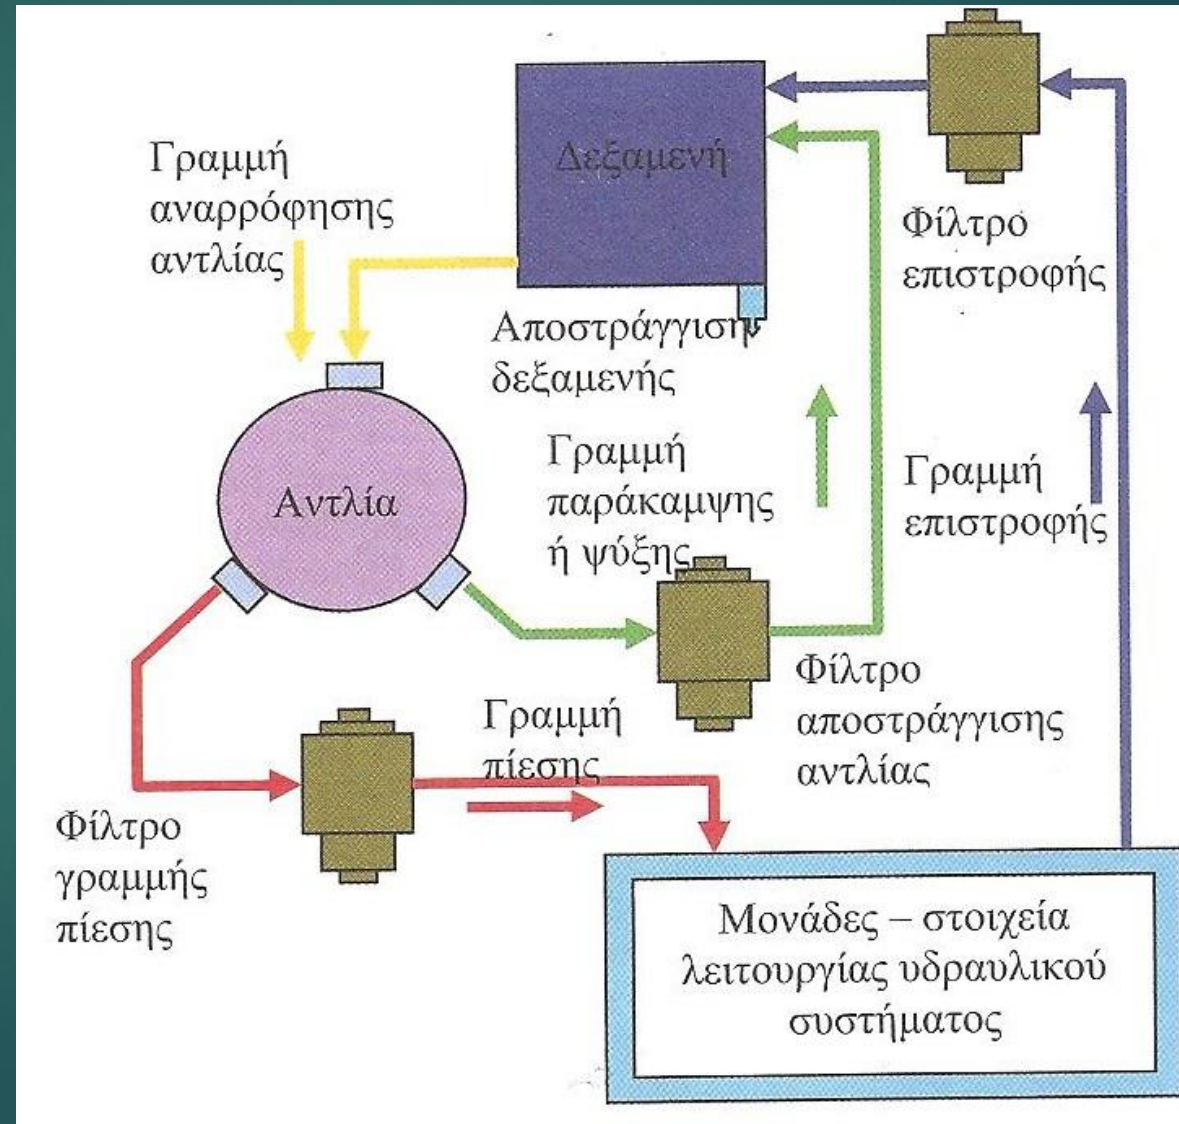 Γραμμή
αναρρόφησης
αντλίας
Δεξαμενή
Φίλτρο
επιστροφής
Αποστράγγιση
δεξαμενής
Αντλία
Γραμμή
παράκαμψης
ή ψύξης
Γραμμή
επιστροφής
Φίλτρο
αποστράγγισης
αντλίας
Γραμμή
πίεσης
Φίλτρο
γραμμής
πίεσης
Μονάδες – στοιχεία
λειτουργίας υδραυλικού
συστήματος